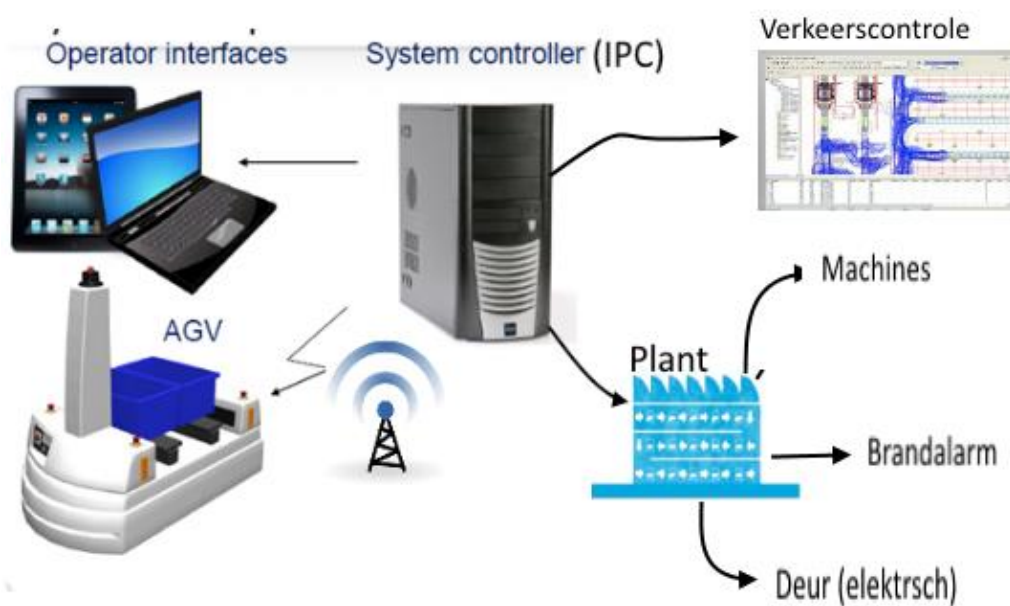 Operator interfaces
System controller (IPC)
Verkeerscontrole
AGV
Machines
Plant
Brandalarm
Deur (elektrsch)